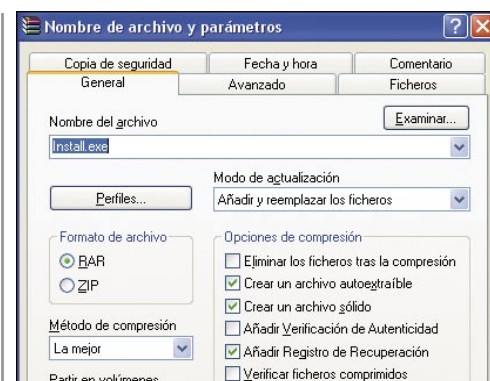 Nombre de archivo y parámetros
Copia de seguridad Fecha y hora Comentario
General Avanzado Ficheros
Nombre del archivo Examinar...
Install.exe
Modo de actualización
Perfiles... Añadir y reemplazar los ficheros
Formato de archivo Opciones de compresión
RAR Eliminar los ficheros tras la compresión
ZIP Crear un archivo autoextraíble
Crear un archivo sólido
Método de compresión Añadir Verificación de Autenticidad
La mejor Añadir Registro de Recuperación
Partir en volúmenes Verificar ficheros comprimidos